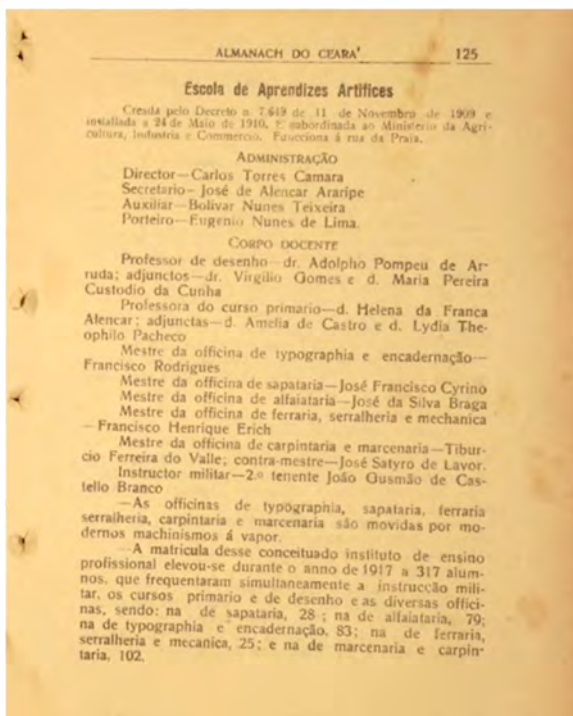 ALMANACH DO CEARA' 125
Escola de Aprendizes Artifices
Creada pelo Decreto n. 7.649 de 11 de Novembro de 1909 e
installada a 24 de Maio de 1910. E' subordinada ao Ministerio da Agri-
cultura, Industria e Commercio. Funcciona á rua da Praia.
ADMINISTRAÇÃO
Director—Carlos Torres Camara
Secretario—José de Alencar Araripe
Auxiliar—Bolivar Nunes Teixeira
Porteiro—Eugenio Nunes de Lima.
CORPO DOCENTE
Professor de desenho—dr. Adolpho Pompeu de Ar-
ruda; adjunctos—dr. Virgilio Gomes e d. Maria Pereira
Custodio da Cunha
Professora do curso primario—d. Helena da Franca
Alencar; adjunctas—d. Amelia de Castro e d. Lydia The-
ophilo Pacheco
Mestre da officina de typographia e encadernação—
Francisco Rodrigues
Mestre da officina de sapataria—José Francisco Cyrino
Mestre da officina de alfaiataria—José da Silva Braga
Mestre da officina de ferraria, serralheria e mechanica
—Francisco Henrique Erich
Mestre da officina de carpintaria e marcenaria—Tibur-
cio Ferreira do Valle; contra-mestre—José Satyro de Lavor.
Instructor militar—2.º tenente João Gusmão de Cas-
tello Branco
—As officinas de typographia, sapataria, ferraria
serralheria, carpintaria e marcenaria são movidas por mo-
dernos machinismos á vapor.
—A matricula desse conceituado instituto de ensino
profissional elevou-se durante o anno de 1917 a 317 alum-
nos, que frequentaram simultaneamente a instrucção mili-
tar, os cursos primario e de desenho e as diversas offici-
nas, sendo: na de sapataria, 28 ; na de alfaiataria, 79;
na de typographia e encadernação, 83; na de ferraria,
serralheria e mecanica, 25; e na de marcenaria e carpin-
taria, 102.